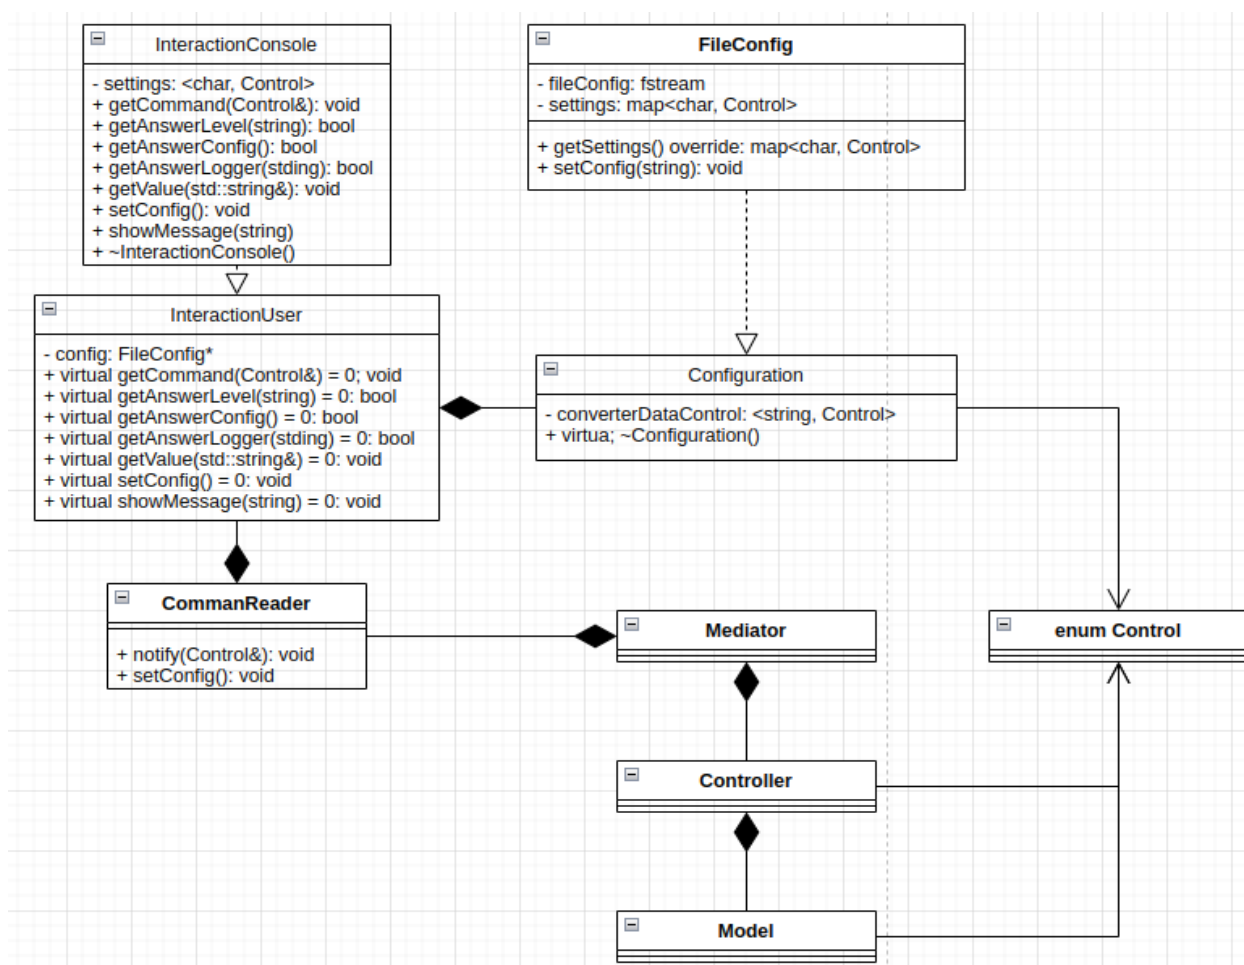 InteractionConsole
- settings: <char, Control>
+ getCommand(Control&): void
+ getAnswerLevel(string): bool
+ getAnswerConfig(): bool
+ getAnswerLogger(stding): bool
+ getValue(std::string&): void
+ setConfig(): void
+ showMessage(string)
+ ~InteractionConsole()
FileConfig
- fileConfig: fstream
- settings: map<char, Control>
+ getSettings() override: map<char, Control>
+ setConfig(string): void
InteractionUser
- config: FileConfig*
+ virtual getCommand(Control&) = 0; void
+ virtual getAnswerLevel(string) = 0: bool
+ virtual getAnswerConfig() = 0: bool
+ virtual getAnswerLogger(stding) = 0: bool
+ virtual getValue(std::string&) = 0: void
+ virtual setConfig() = 0: void
+ virtual showMessage(string) = 0: void
Configuration
- converterDataControl: <string, Control>
+ virtua; ~Configuration()
CommanReader
+ notify(Control&): void
+ setConfig(): void
Mediator
enum Control
Controller
Model